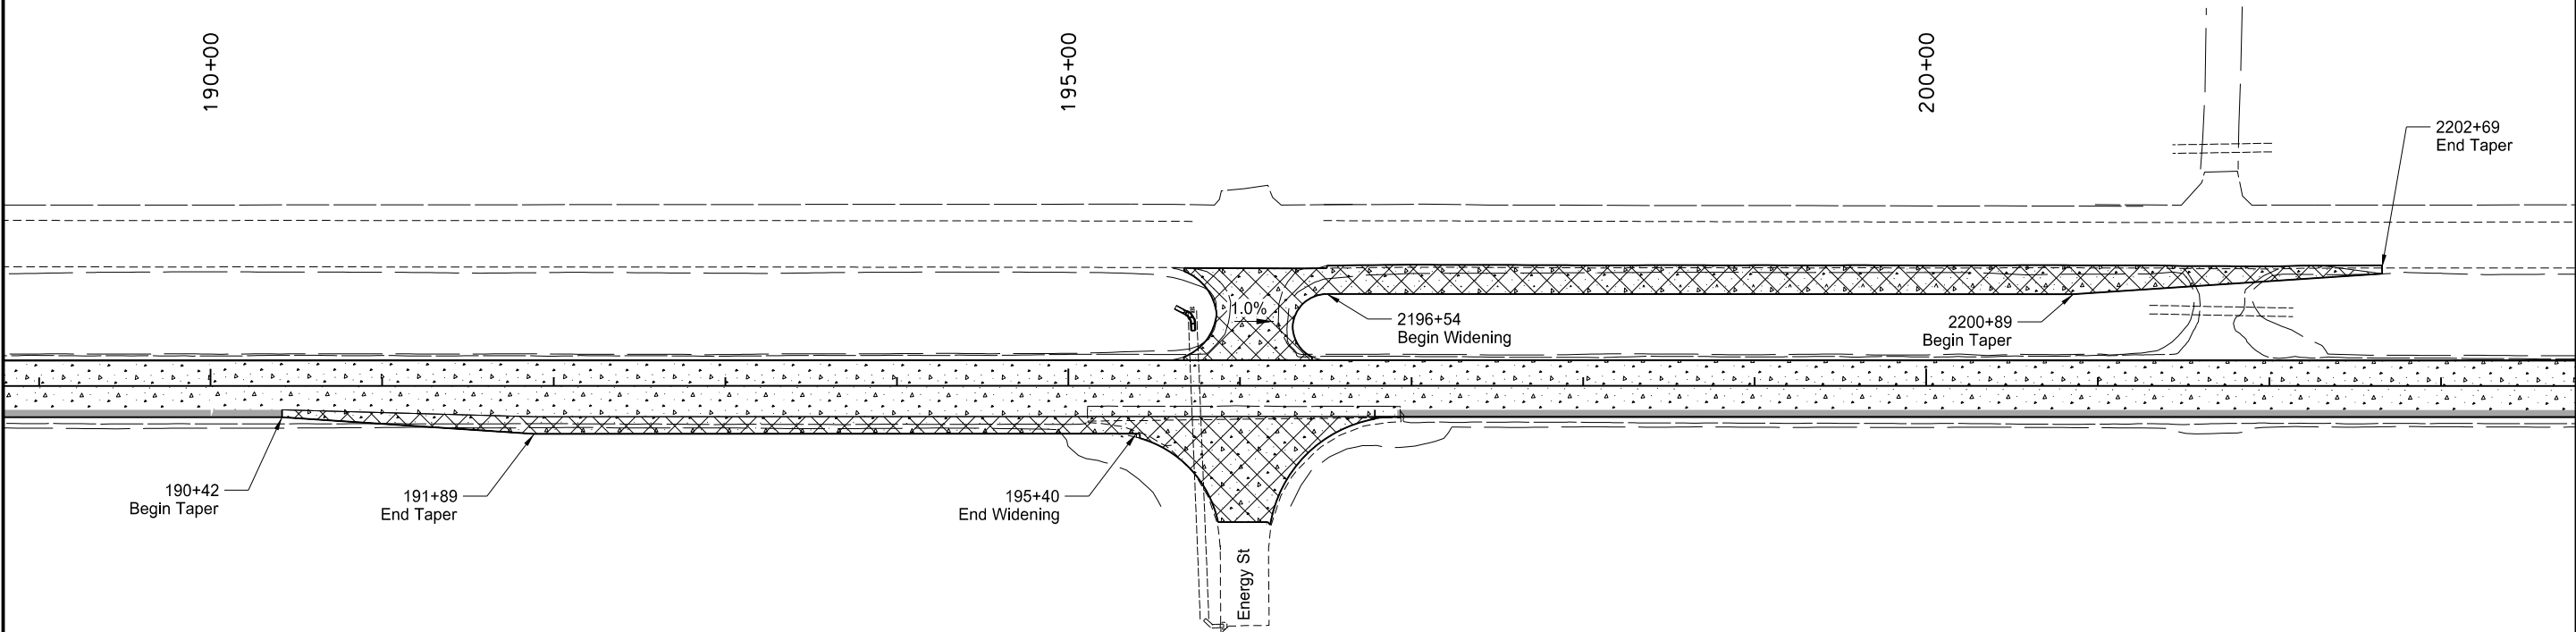 190+00
195+00
200+00
2202+69
End Taper
1.0%
2196+54
Begin Widening
2200+89
Begin Taper
190+42
Begin Taper
191+89
End Taper
195+40
End Widening
Energy St